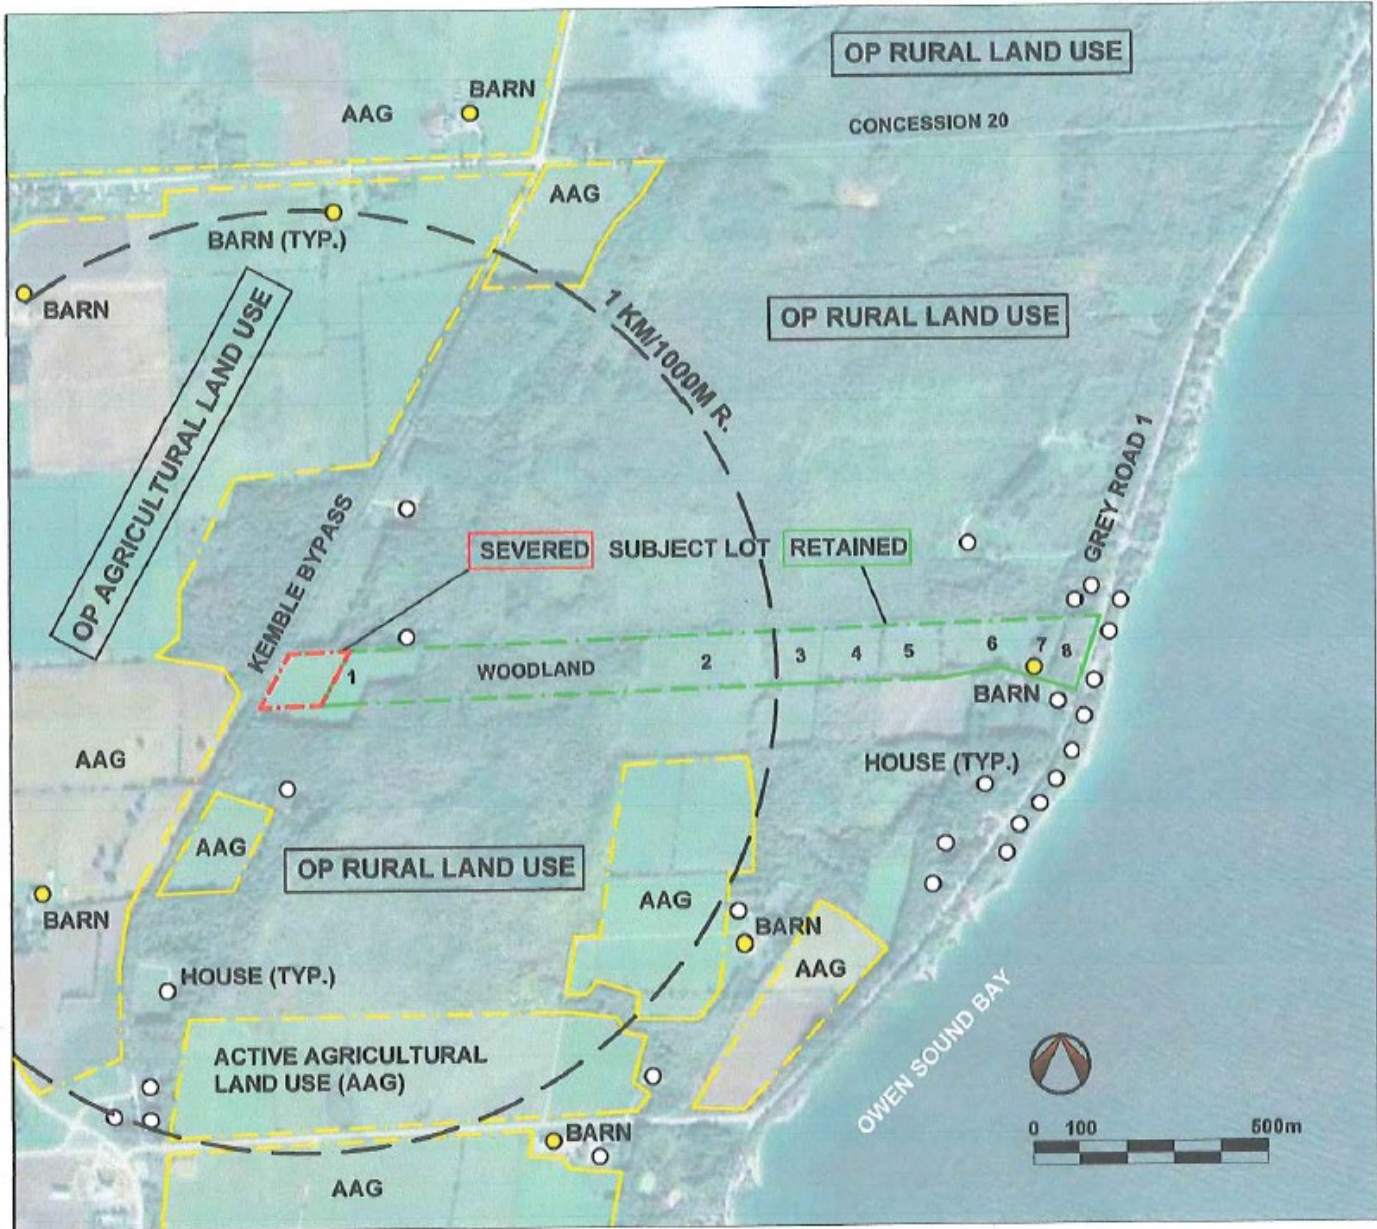 OP RURAL LAND USE
BARN
AAG
CONCESSION 20
AAG
BARN (TYP.)
BARN
OP AGRICULTURAL LAND USE
1 KM/1000M R.
OP RURAL LAND USE
GREY ROAD 1
KEMBLE BYPASS
SEVERED SUBJECT LOT RETAINED
1 WOODLAND 2 3 4 5 6 7 8
BARN
AAG
HOUSE (TYP.)
AAG
OP RURAL LAND USE
AAG
BARN
BARN
AAG
HOUSE (TYP.)
OWEN SOUND BAY
ACTIVE AGRICULTURAL
LAND USE (AAG)
0 100 500m
BARN
AAG